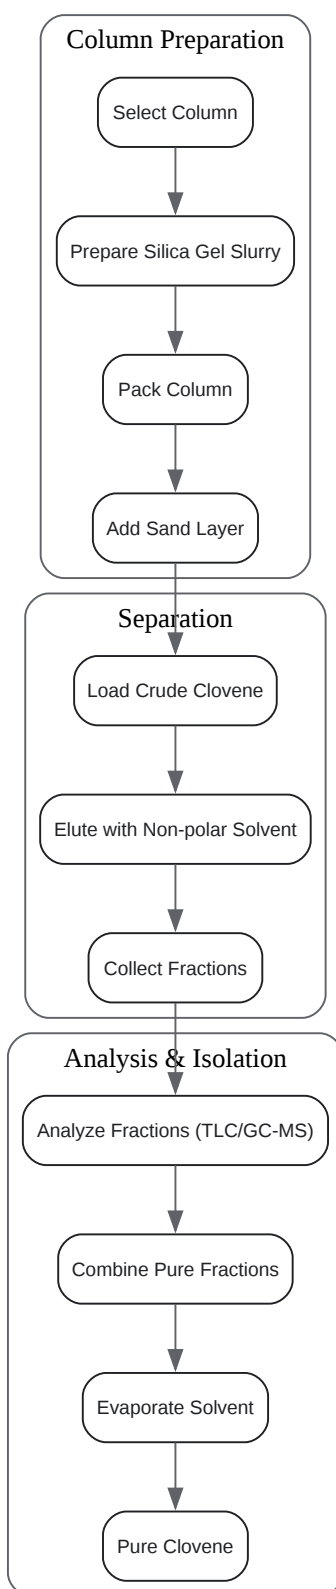 Column Preparation
Select Column
Prepare Silica Gel Slurry
Pack Column
Add Sand Layer
Separation
Load Crude Clovene
Elute with Non-polar Solvent
Collect Fractions
Analysis & Isolation
Analyze Fractions (TLC/GC-MS)
Combine Pure Fractions
Evaporate Solvent
Pure Clovene